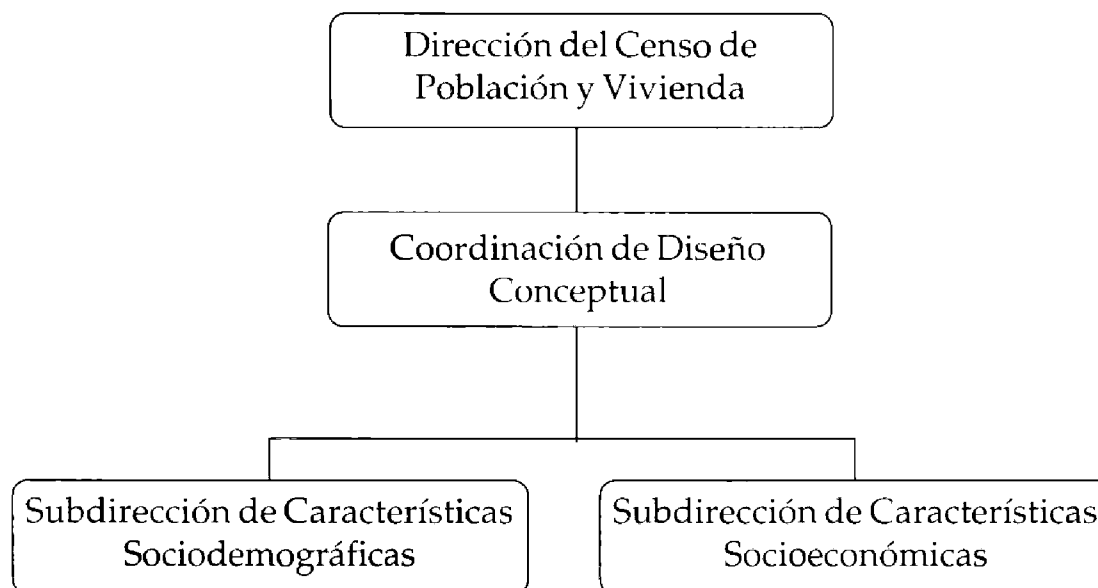 Dirección del Censo de
Población y Vivienda
Coordinación de Diseño
Conceptual
Subdirección de Características
Sociodemográficas
Subdirección de Características
Socioeconómicas